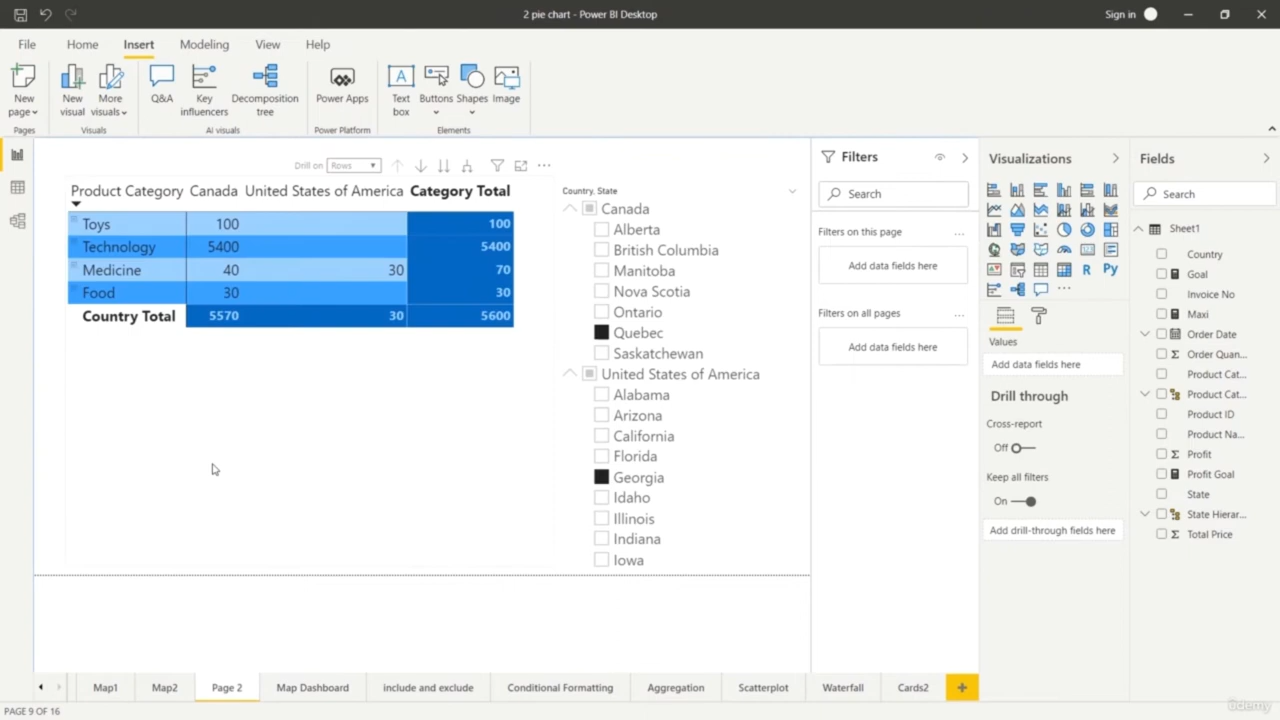 2 pie chart - Power BI Desktop
Sign in
File Home Insert Modeling View Help
New page
New visual
More visuals
Q&A
Key influencers
Decomposition tree
Power Apps
Text box
Buttons
Shapes
Image
Pages
Visuals
AI visuals
Power Platform
Elements
Drill on Rows
Product Category Canada United States of America Category Total
Toys 100 100
Technology 5400 5400
Medicine 40 30 70
Food 30 30
Country Total 5570 30 5600
Country, State
Canada
Alberta
British Columbia
Manitoba
Nova Scotia
Ontario
Quebec
Saskatchewan
United States of America
Alabama
Arizona
California
Florida
Georgia
Idaho
Illinois
Indiana
Iowa
Filters
Search
Filters on this page ...
Add data fields here
Filters on all pages ...
Add data fields here
Visualizations
R Py
Values
Add data fields here
Drill through
Cross-report
Off
Keep all filters
On
Add drill-through fields here
Fields
Search
Sheet1
Country
Goal
Invoice No
Maxi
Order Date
Order Quan...
Product Cat...
Product Cat...
Product ID
Product Na...
Profit
Profit Goal
State
State Hierar...
Total Price
Map1 Map2 Page 2 Map Dashboard include and exclude Conditional Formatting Aggregation Scatterplot Waterfall Cards2 +
PAGE 9 OF 16
ûdemy